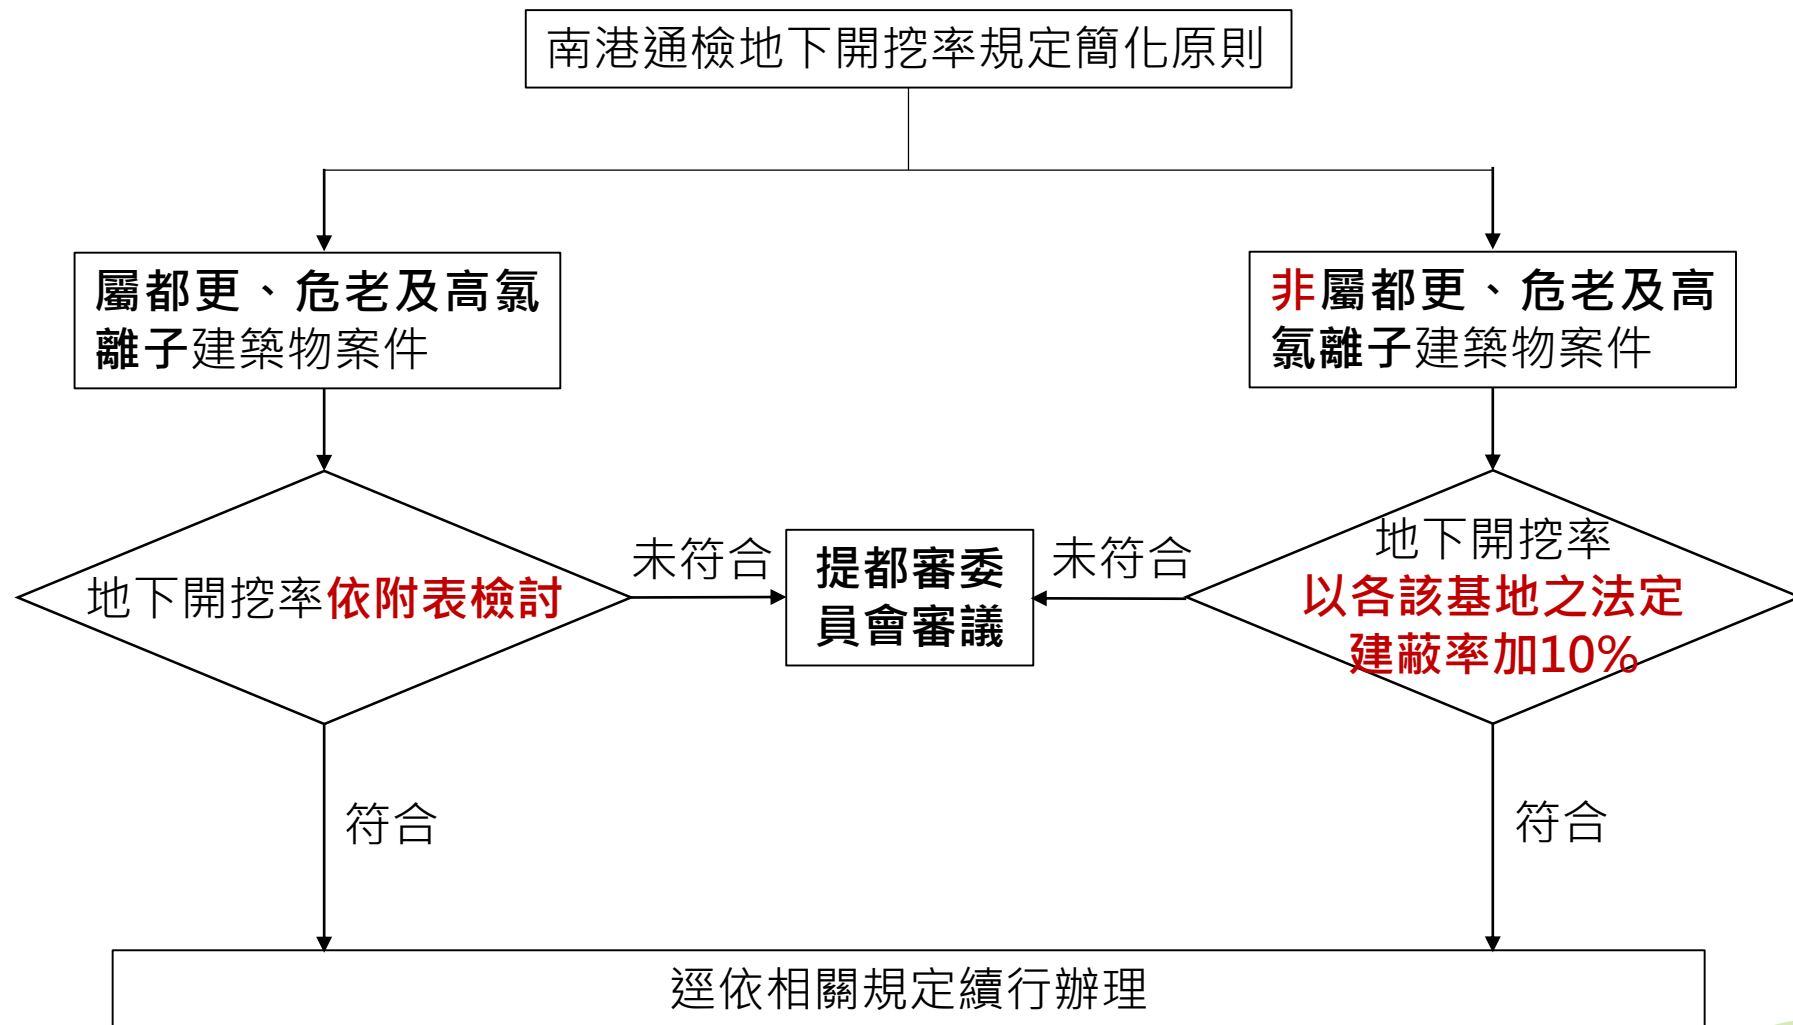 南港通檢地下開挖率規定簡化原則
屬都更、危老及高氯
離子建築物案件
非屬都更、危老及高
氯離子建築物案件
地下開挖率依附表檢討
未符合
提都審委
員會審議
未符合
地下開挖率
以各該基地之法定
建蔽率加10%
符合
符合
逕依相關規定續行辦理